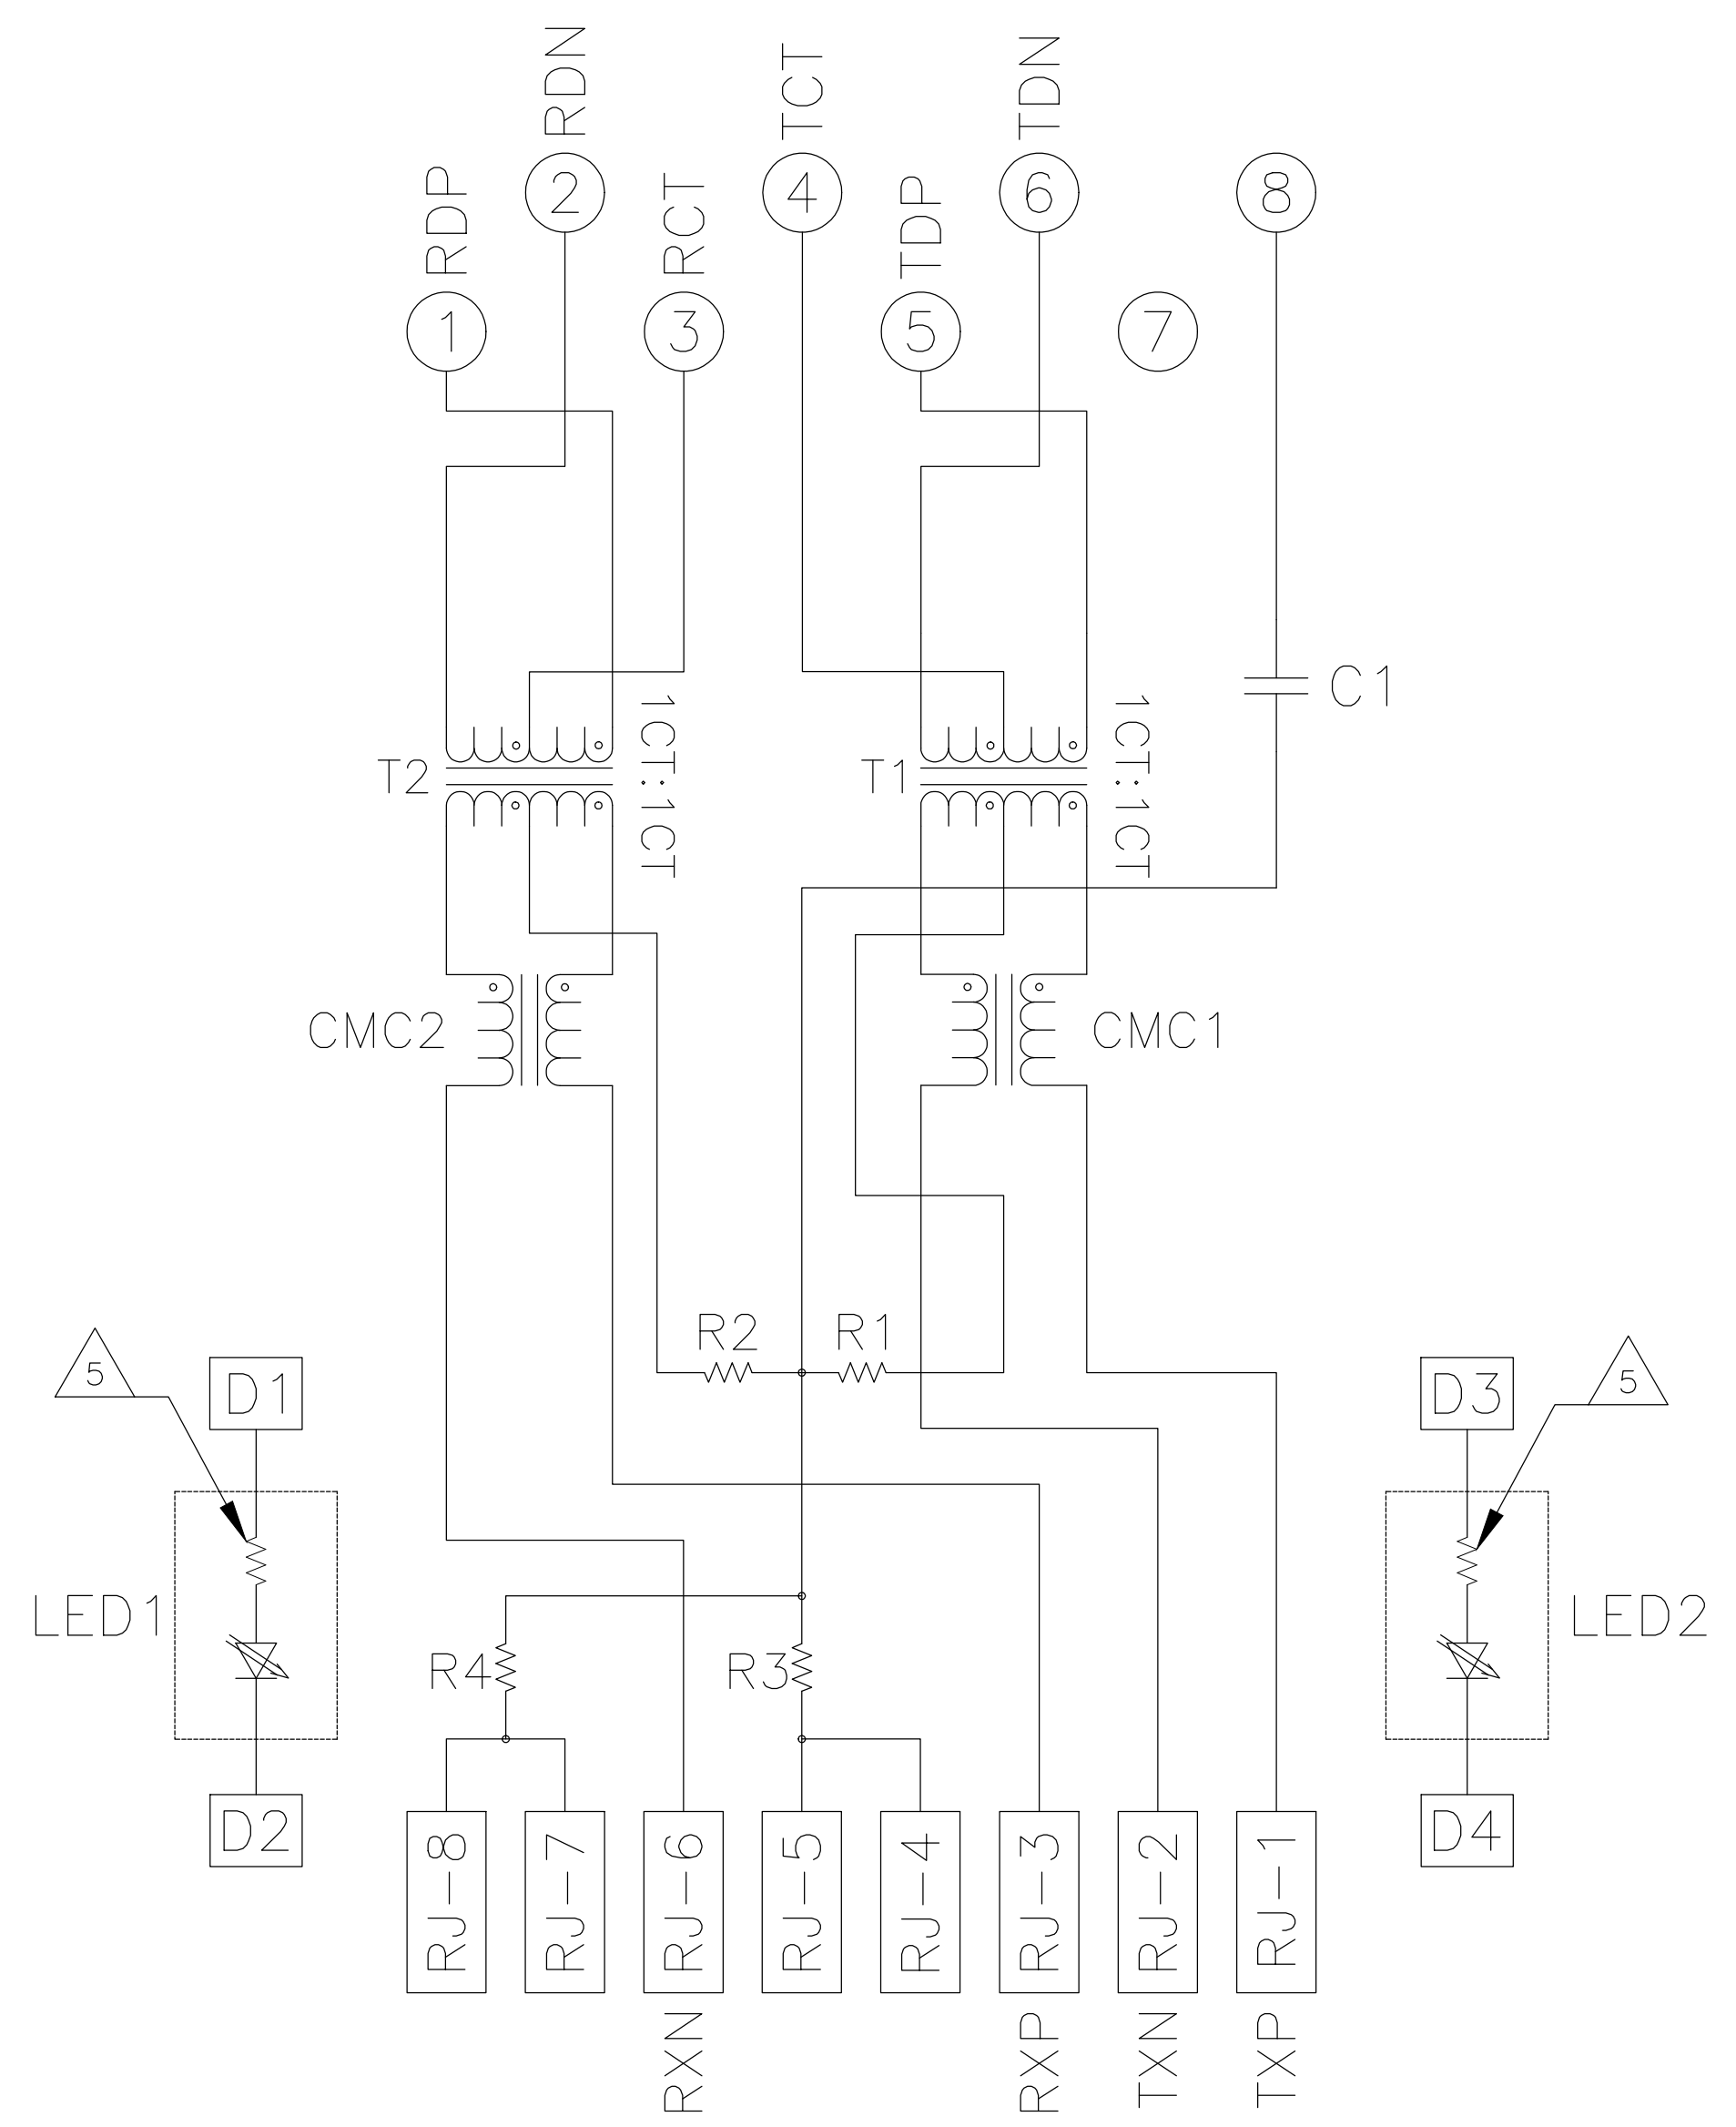 RDN
TCT
TDN
RDP
RCT
TDP
2
4
6
8
1
3
5
7
C1
1CT:1CT
1CT:1CT
T2
T1
CMC2
CMC1
R2
R1
5
5
D1
D3
LED1
LED2
R4
R3
D2
D4
RJ-8
RJ-7
RJ-6
RJ-5
RJ-4
RJ-3
RJ-2
RJ-1
RXN
RXP
TXN
TXP